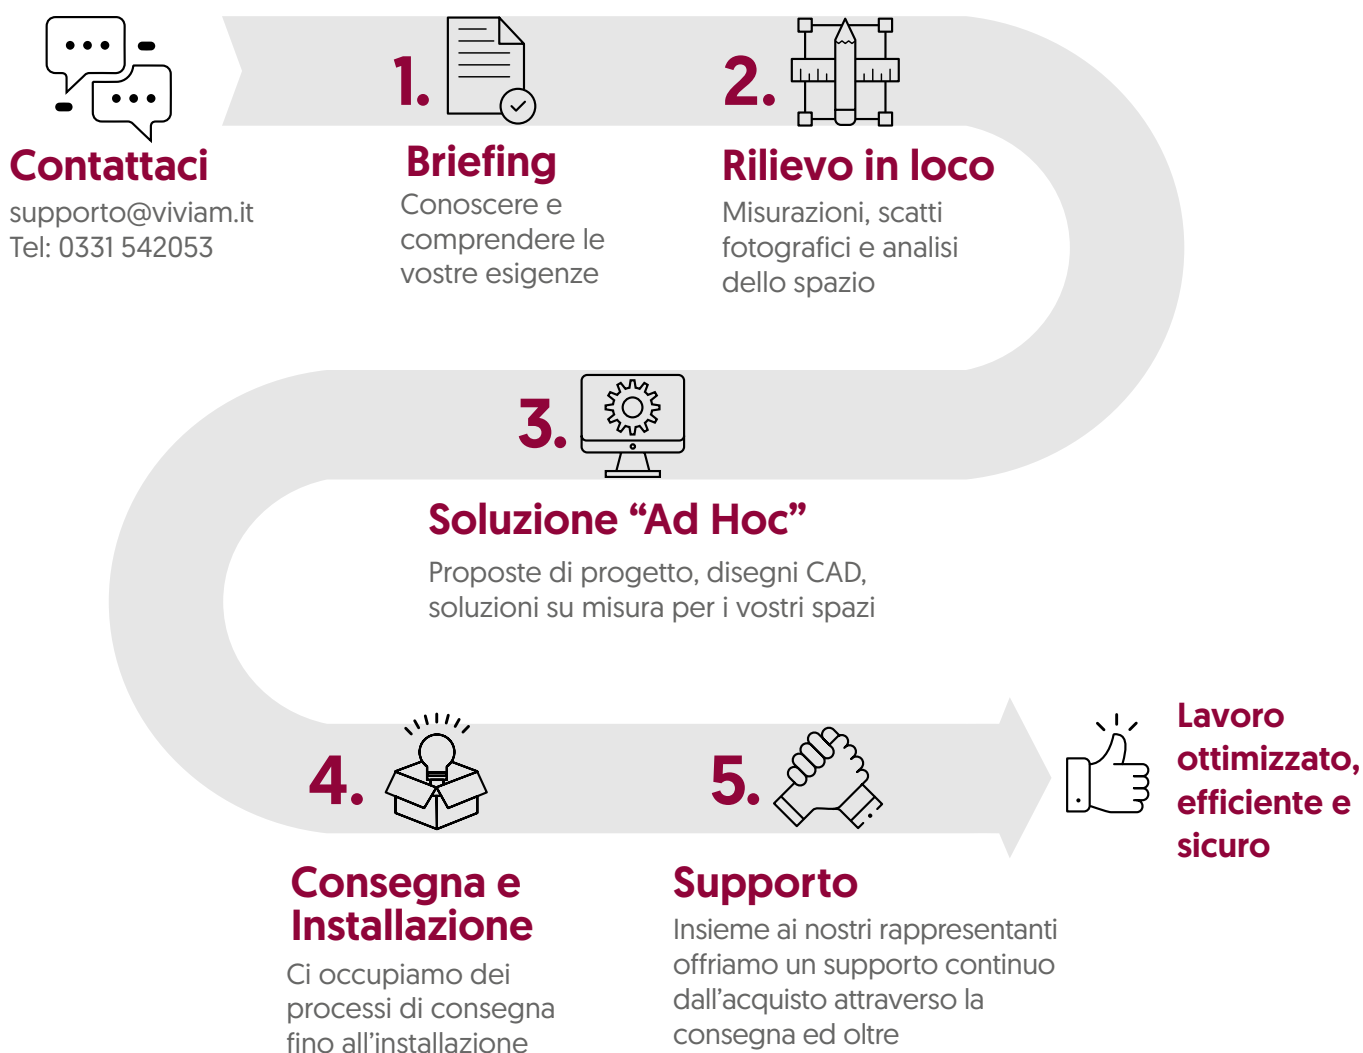 Contattaci
supporto@viviam.it
Tel: 0331 542053
1.
Briefing
Conoscere e
comprendere le
vostre esigenze
2.
Rilievo in loco
Misurazioni, scatti
fotografici e analisi
dello spazio
3.
Soluzione “Ad Hoc”
Proposte di progetto, disegni CAD,
soluzioni su misura per i vostri spazi
4.
Consegna e
Installazione
Ci occupiamo dei
processi di consegna
fino all’installazione
5.
Supporto
Insieme ai nostri rappresentanti
offriamo un supporto continuo
dall’acquisto attraverso la
consegna ed oltre
Lavoro
ottimizzato,
efficiente e
sicuro